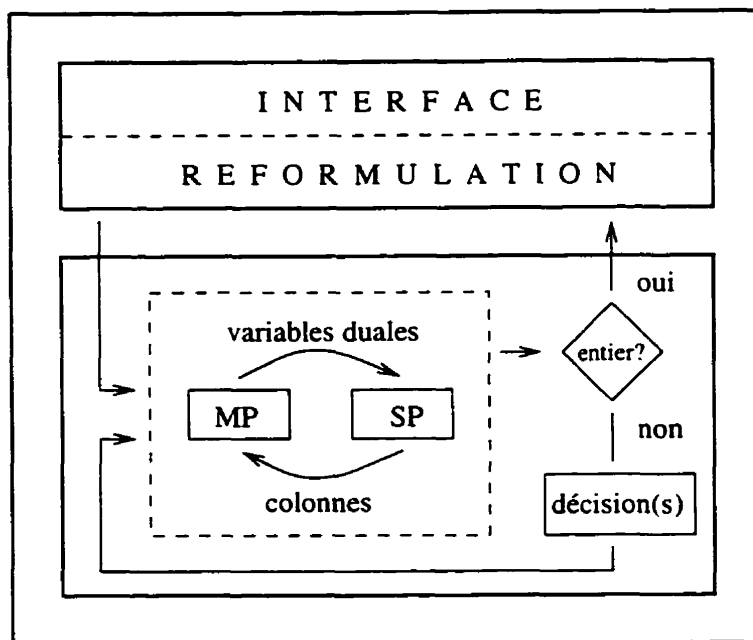 INTERFACE
REFORMULATION
oui
variables duales
entier?
MP
SP
non
colonnes
décision(s)